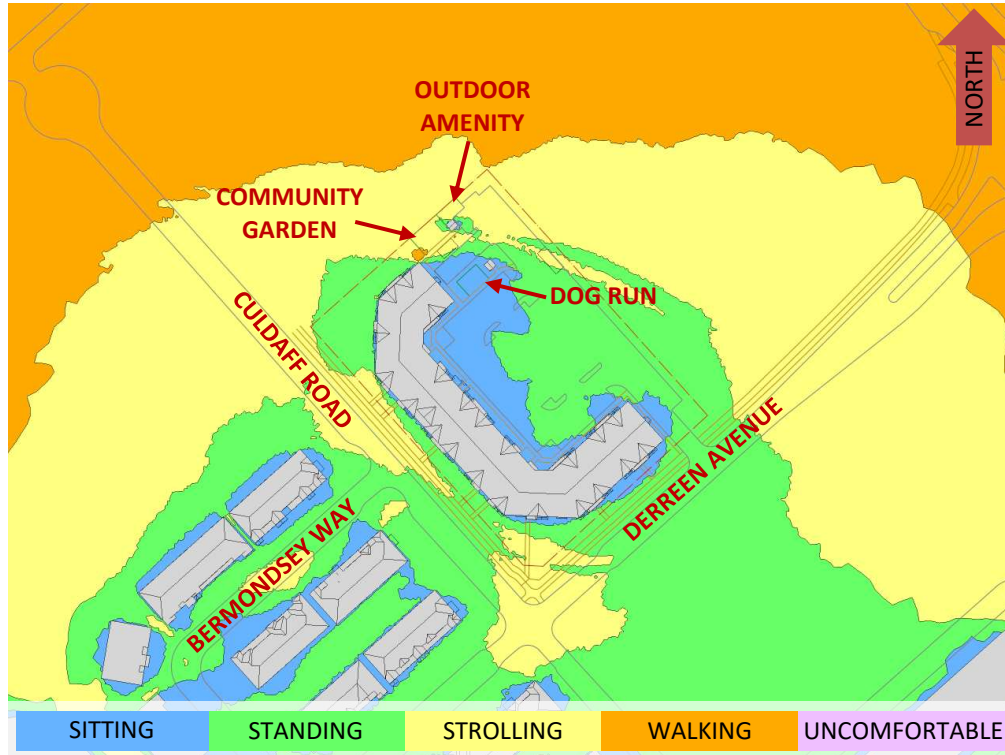 NORTH
OUTDOOR
AMENITY
COMMUNITY
GARDEN
DOG RUN
CULDAFF ROAD
DERREEN AVENUE
BERMONDSEY WAY
SITTING
STANDING
STROLLING
WALKING
UNCOMFORTABLE